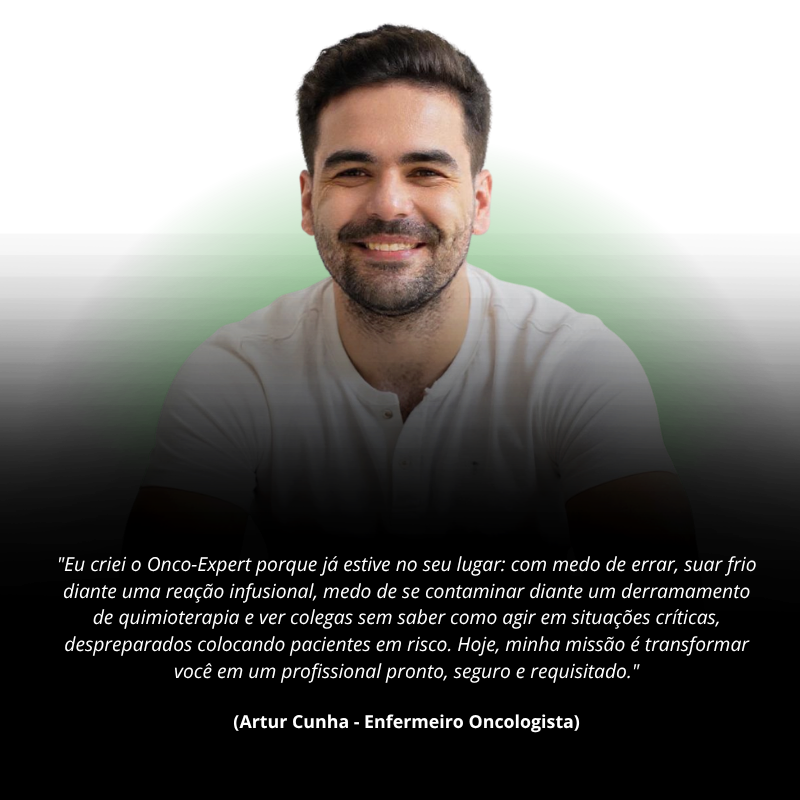 "Eu criei o Onco-Expert porque já estive no seu lugar: com medo de errar, suar frio
diante uma reação infusional, medo de se contaminar diante um derramamento
de quimioterapia e ver colegas sem saber como agir em situações críticas,
despreparados colocando pacientes em risco. Hoje, minha missão é transformar
você em um profissional pronto, seguro e requisitado."
(Artur Cunha - Enfermeiro Oncologista)